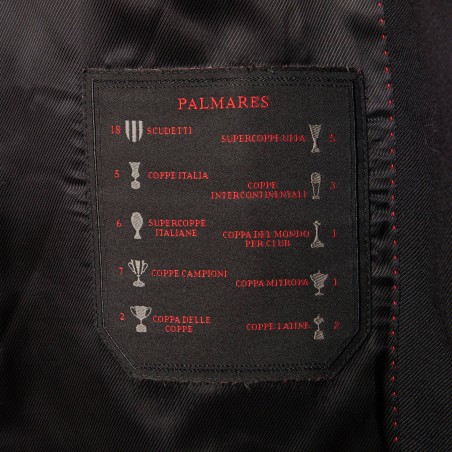 PALMARES
18 SCUDETTI
SUPERCOPPE UEFA 5
5 COPPE ITALIA
COPPE
INTERCONTINENTALI 3
6 SUPERCOPPE
ITALIANE
COPPA DEL MONDO
PER CLUB 1
7 COPPE CAMPIONI
COPPA MITROPA 1
2 COPPA DELLE
COPPE
COPPE LATINE 2